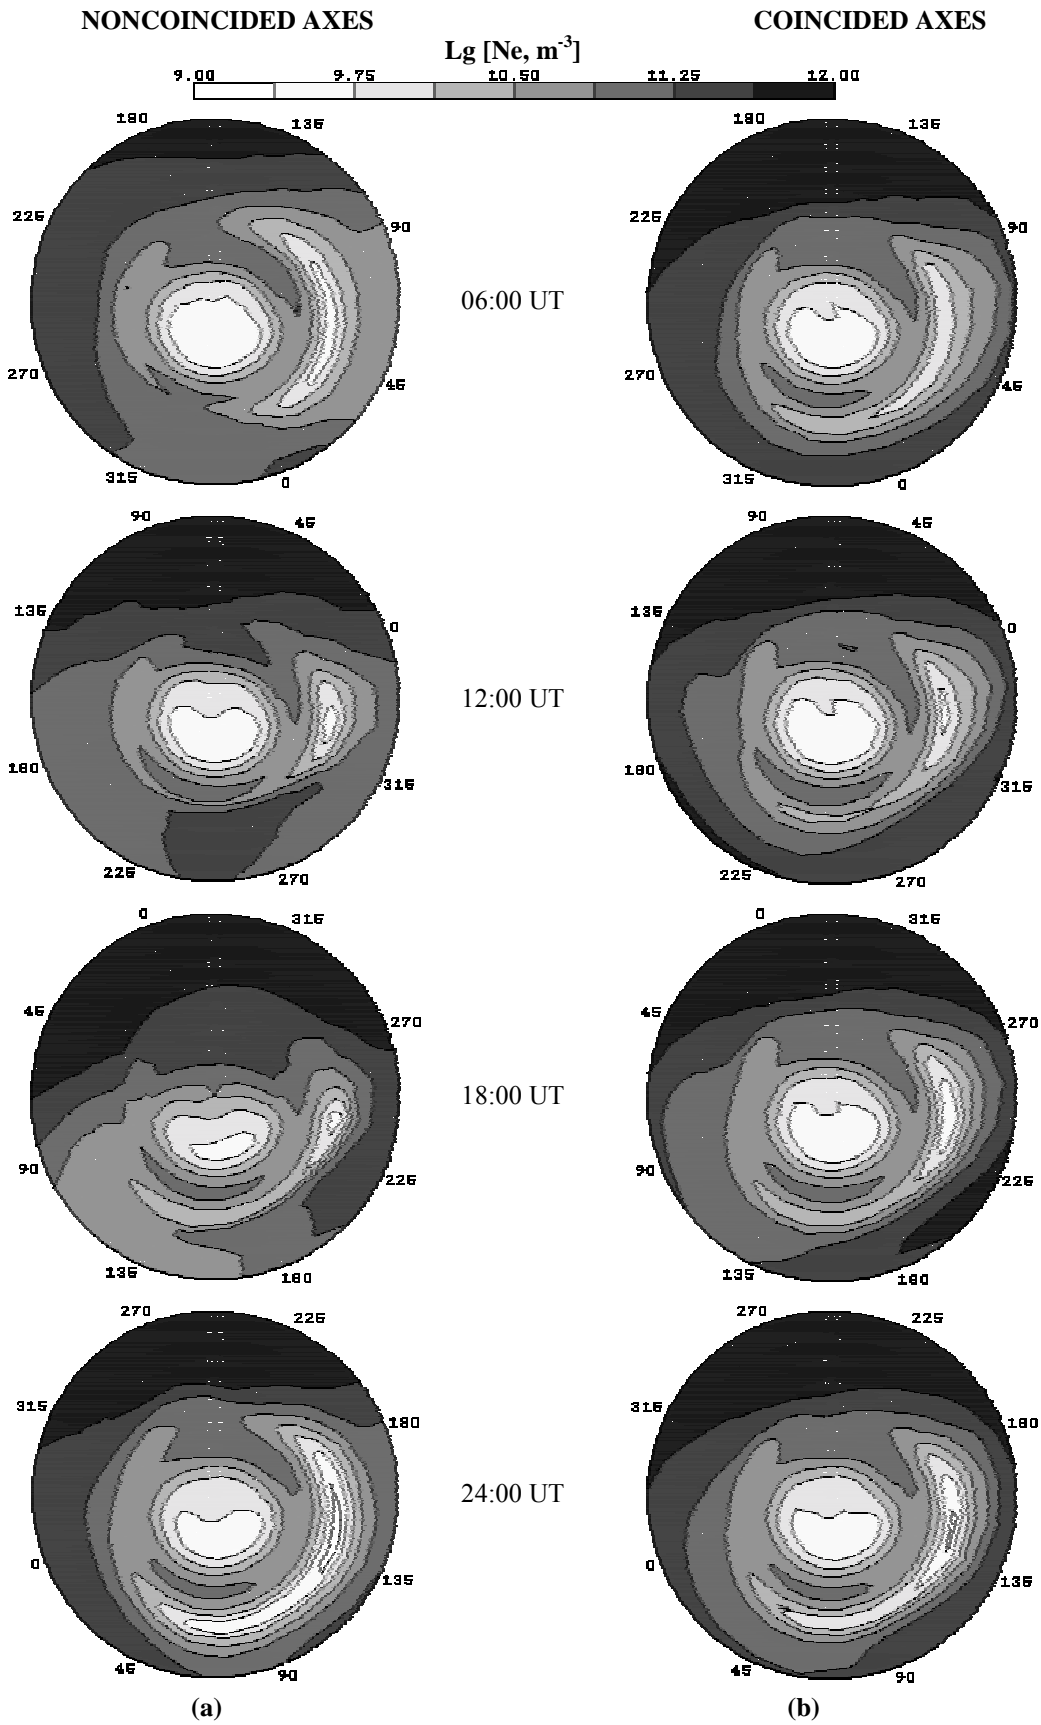 NONCOINCIDED AXES COINCIDED AXES
Lg [Ne, m-3]
9.00 9.75 10.50 11.25 12.00
180 135 180 135
225 90 225 90
06:00 UT
270 45 270 45
315 0 315 0
90 45 90 45
135 0 135 0
12:00 UT
180 315 180 315
225 270 225 270
0 315 0 315
45 270 45 270
18:00 UT
90 225 90 225
135 180 135 180
270 225 270 225
315 180 315 180
24:00 UT
0 135 0 135
45 90 45 90
(a) (b)